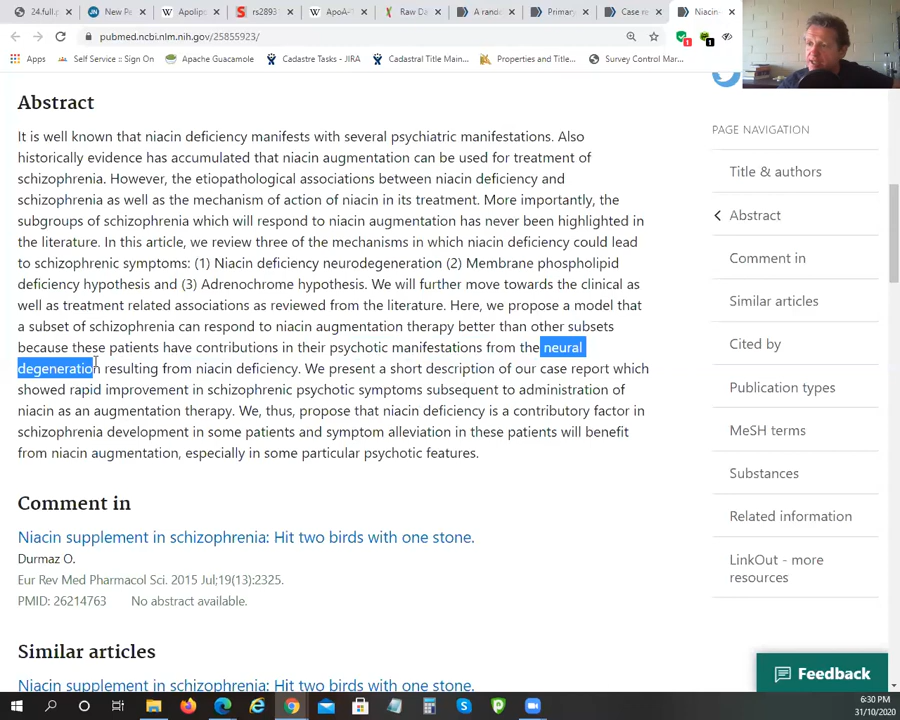 24.full.p
New Pe
Apolip
rs2893
ApoA-
Raw Da
A rand
Primary
Case re
Niacin
pubmed.ncbi.nlm.nih.gov/25855923/
Apps
Self Service :: Sign On
Apache Guacamole
Cadastre Tasks - JIRA
Cadastral Title Main...
Properties and Title...
Survey Control Mar...
Abstract
It is well known that niacin deficiency manifests with several psychiatric manifestations. Also
historically evidence has accumulated that niacin augmentation can be used for treatment of
schizophrenia. However, the etiopathological associations between niacin deficiency and
schizophrenia as well as the mechanism of action of niacin in its treatment. More importantly, the
subgroups of schizophrenia which will respond to niacin augmentation has never been highlighted in
the literature. In this article, we review three of the mechanisms in which niacin deficiency could lead
to schizophrenic symptoms: (1) Niacin deficiency neurodegeneration (2) Membrane phospholipid
deficiency hypothesis and (3) Adrenochrome hypothesis. We will further move towards the clinical as
well as treatment related associations as reviewed from the literature. Here, we propose a model that
a subset of schizophrenia can respond to niacin augmentation therapy better than other subsets
because these patients have contributions in their psychotic manifestations from the neural
degeneration resulting from niacin deficiency. We present a short description of our case report which
showed rapid improvement in schizophrenic psychotic symptoms subsequent to administration of
niacin as an augmentation therapy. We, thus, propose that niacin deficiency is a contributory factor in
schizophrenia development in some patients and symptom alleviation in these patients will benefit
from niacin augmentation, especially in some particular psychotic features.
Comment in
Niacin supplement in schizophrenia: Hit two birds with one stone.
Durmaz O.
Eur Rev Med Pharmacol Sci. 2015 Jul;19(13):2325.
PMID: 26214763 No abstract available.
Similar articles
Niacin supplement in schizophrenia: Hit two birds with one stone.
PAGE NAVIGATION
Title & authors
Abstract
Comment in
Similar articles
Cited by
Publication types
MeSH terms
Substances
Related information
LinkOut - more
resources
Feedback
6:30 PM
31/10/2020